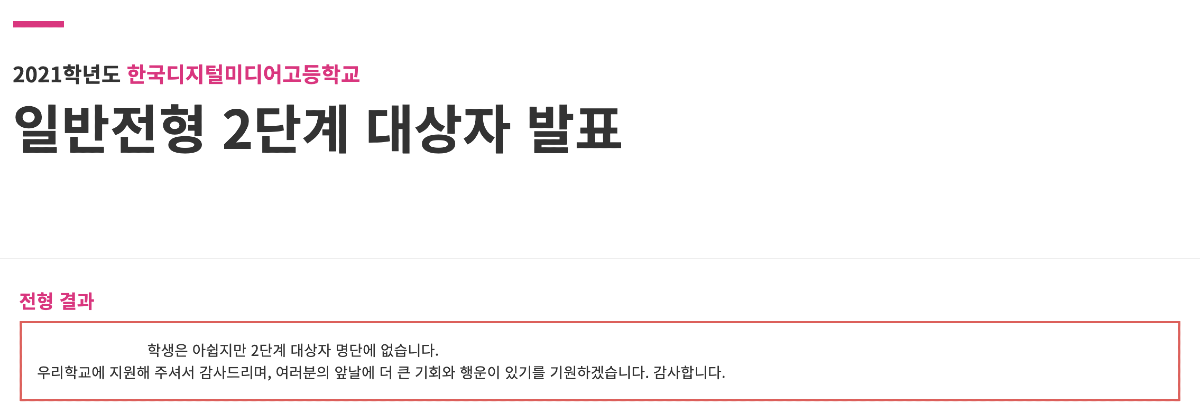 2021학년도 한국디지털미디어고등학교
일반전형 2단계 대상자 발표
전형 결과
학생은 아쉽지만 2단계 대상자 명단에 없습니다.
우리학교에 지원해 주셔서 감사드리며, 여러분의 앞날에 더 큰 기회와 행운이 있기를 기원하겠습니다. 감사합니다.